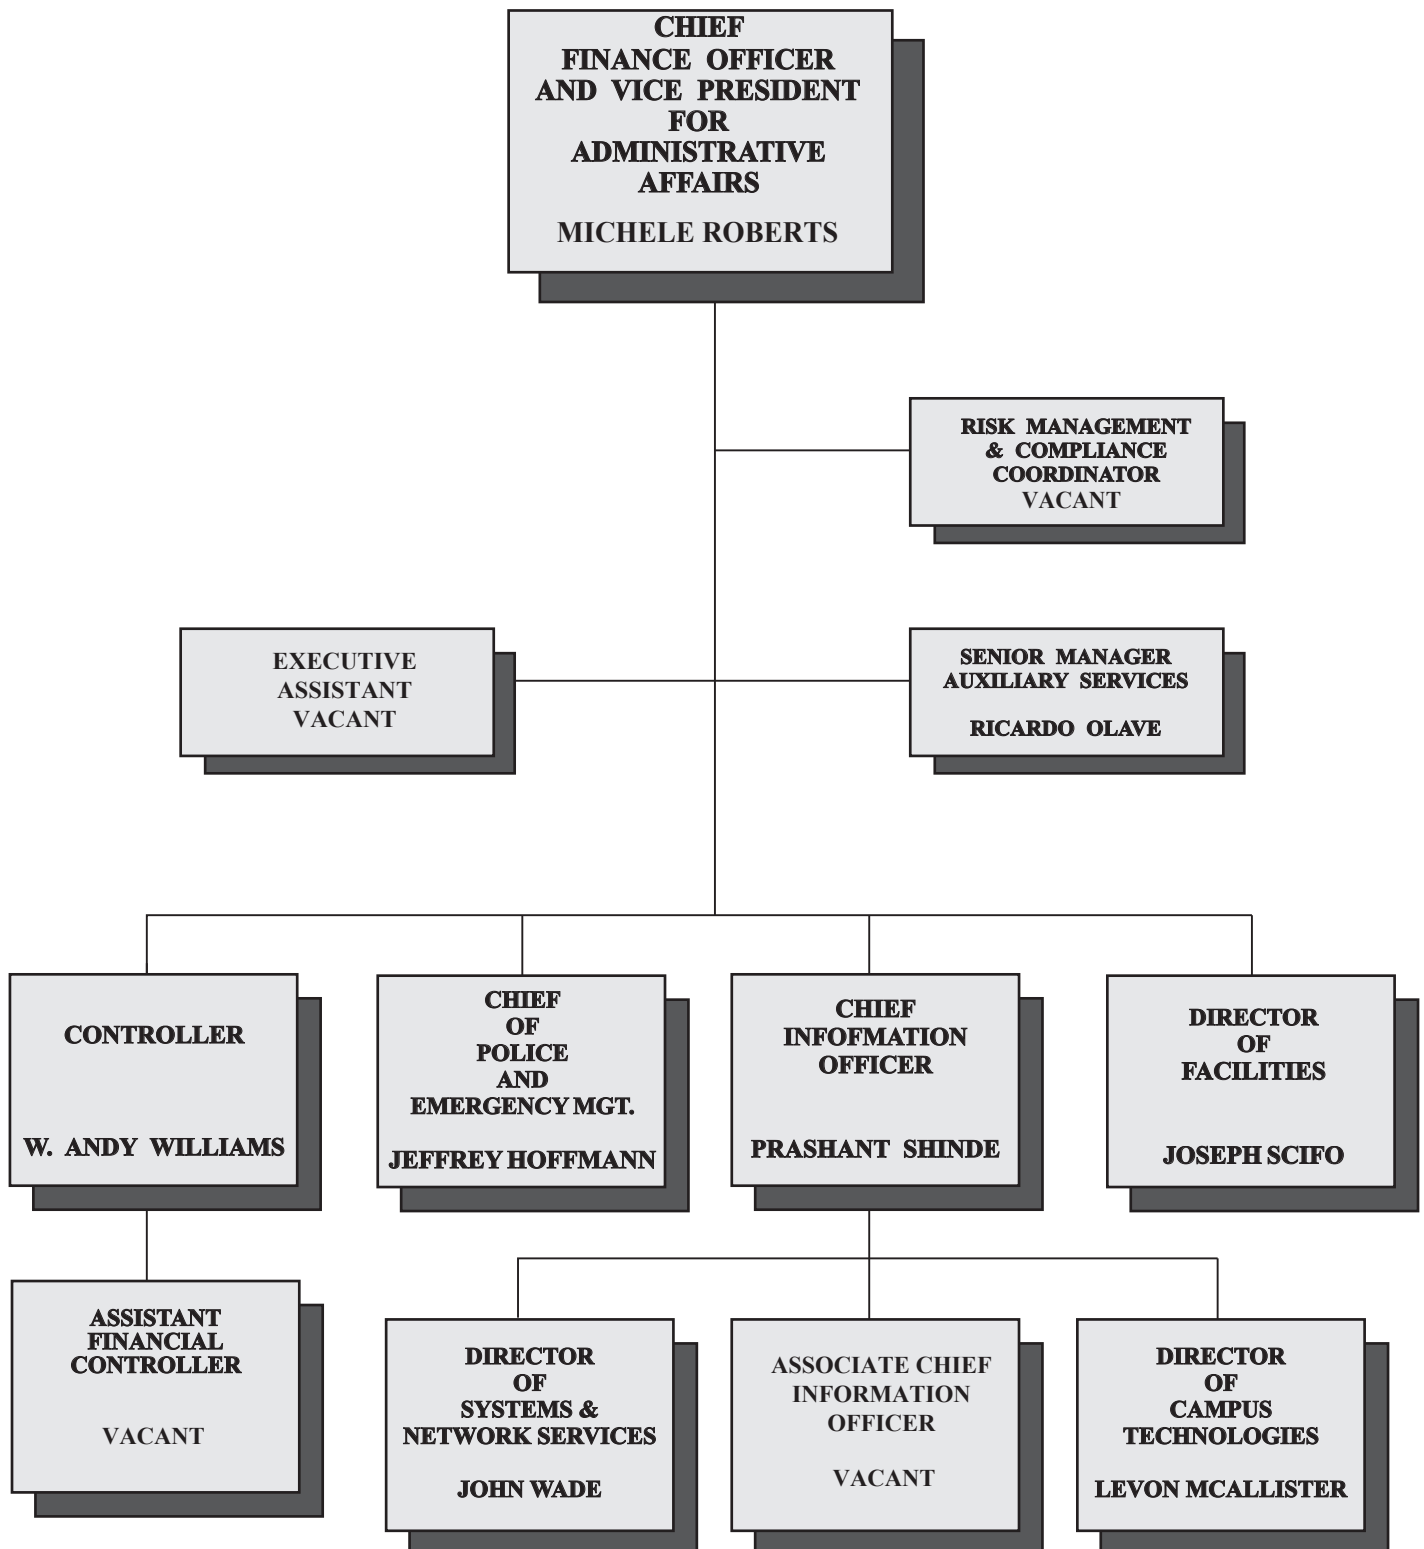 CHIEF
FINANCE OFFICER
AND VICE PRESIDENT
FOR
ADMINISTRATIVE
AFFAIRS
MICHELE ROBERTS
RISK MANAGEMENT
& COMPLIANCE
COORDINATOR
VACANT
EXECUTIVE
ASSISTANT
VACANT
SENIOR MANAGER
AUXILIARY SERVICES
RICARDO OLAVE
CONTROLLER
W. ANDY WILLIAMS
CHIEF
OF
POLICE
AND
EMERGENCY MGT.
JEFFREY HOFFMANN
CHIEF
INFOFMATION
OFFICER
PRASHANT SHINDE
DIRECTOR
OF
FACILITIES
JOSEPH SCIFO
ASSISTANT
FINANCIAL
CONTROLLER
VACANT
DIRECTOR
OF
SYSTEMS &
NETWORK SERVICES
JOHN WADE
ASSOCIATE CHIEF
INFORMATION
OFFICER
VACANT
DIRECTOR
OF
CAMPUS
TECHNOLOGIES
LEVON MCALLISTER